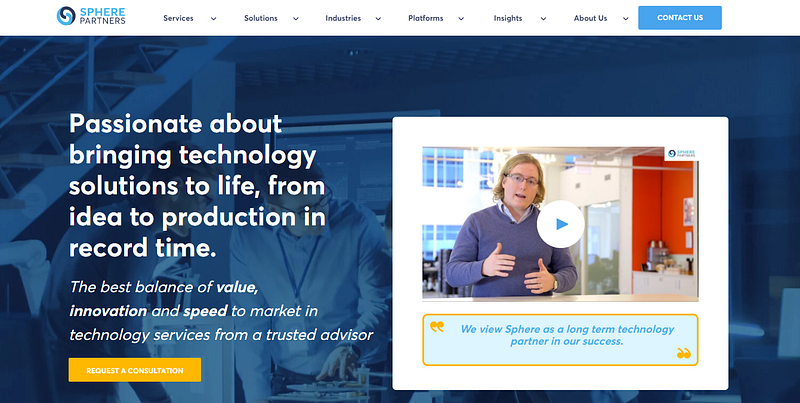 SPHERE
PARTNERS
Services
Solutions
Industries
Platforms
Insights
About Us
CONTACT US
Passionate about
bringing technology
solutions to life, from
idea to production in
record time.
The best balance of value,
innovation and speed to market in
technology services from a trusted advisor
REQUEST A CONSULTATION
SPHERE
PARTNERS
SPHERE
PARTNERS
❝ We view Sphere as a long term technology
partner in our success. ❞